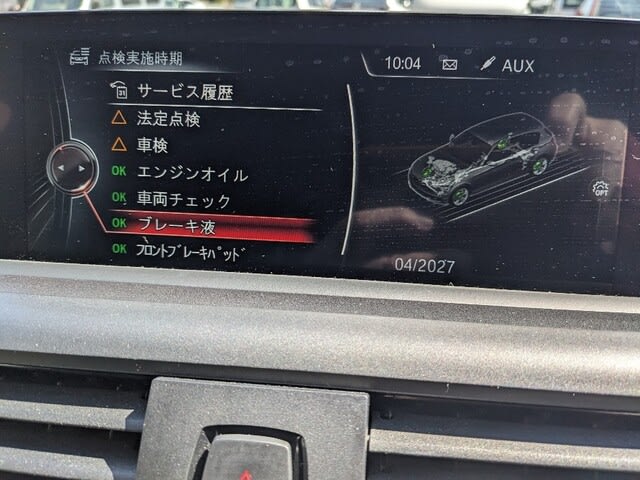 点検実施時期
10:04 AUX
サービス履歴
法定点検
車検
OK エンジンオイル
OK 車両チェック
OK ブレーキ液
OK フロントブレーキパッド
OPT
04/2027